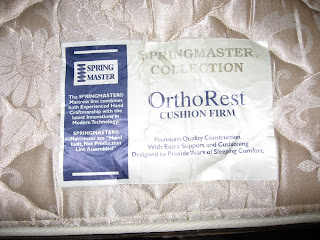 SPRING
MASTER
The SPRINGMASTER®
Mattress line combines
both Experienced Hand
Craftmanship with the
latest Innovations in
Modern Technology.
SPRINGMASTER®
Mattresses are "Hand
built, Not Production
Line Assembled"
SPRINGMASTER®
COLLECTION
OrthoRest
CUSHION FIRM
Premium Quality Construction
With Extra Support and Cushioning
Designed to Provide Years of Sleeping Comfort.